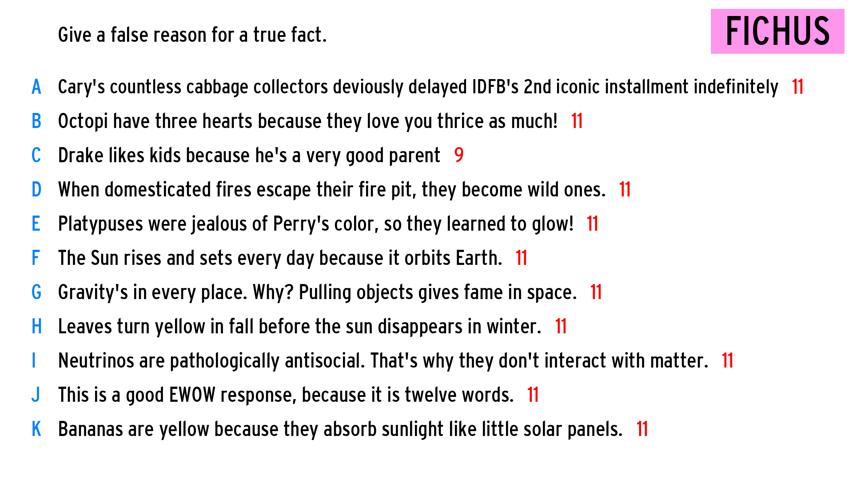 Give a false reason for a true fact.
FICHUS
A Cary's countless cabbage collectors deviously delayed IDFB's 2nd iconic installment indefinitely 11
B Octopi have three hearts because they love you thrice as much! 11
C Drake likes kids because he's a very good parent 9
D When domesticated fires escape their fire pit, they become wild ones. 11
E Platypuses were jealous of Perry's color, so they learned to glow! 11
F The Sun rises and sets every day because it orbits Earth. 11
G Gravity's in every place. Why? Pulling objects gives fame in space. 11
H Leaves turn yellow in fall before the sun disappears in winter. 11
I Neutrinos are pathologically antisocial. That's why they don't interact with matter. 11
J This is a good EWOW response, because it is twelve words. 11
K Bananas are yellow because they absorb sunlight like little solar panels. 11